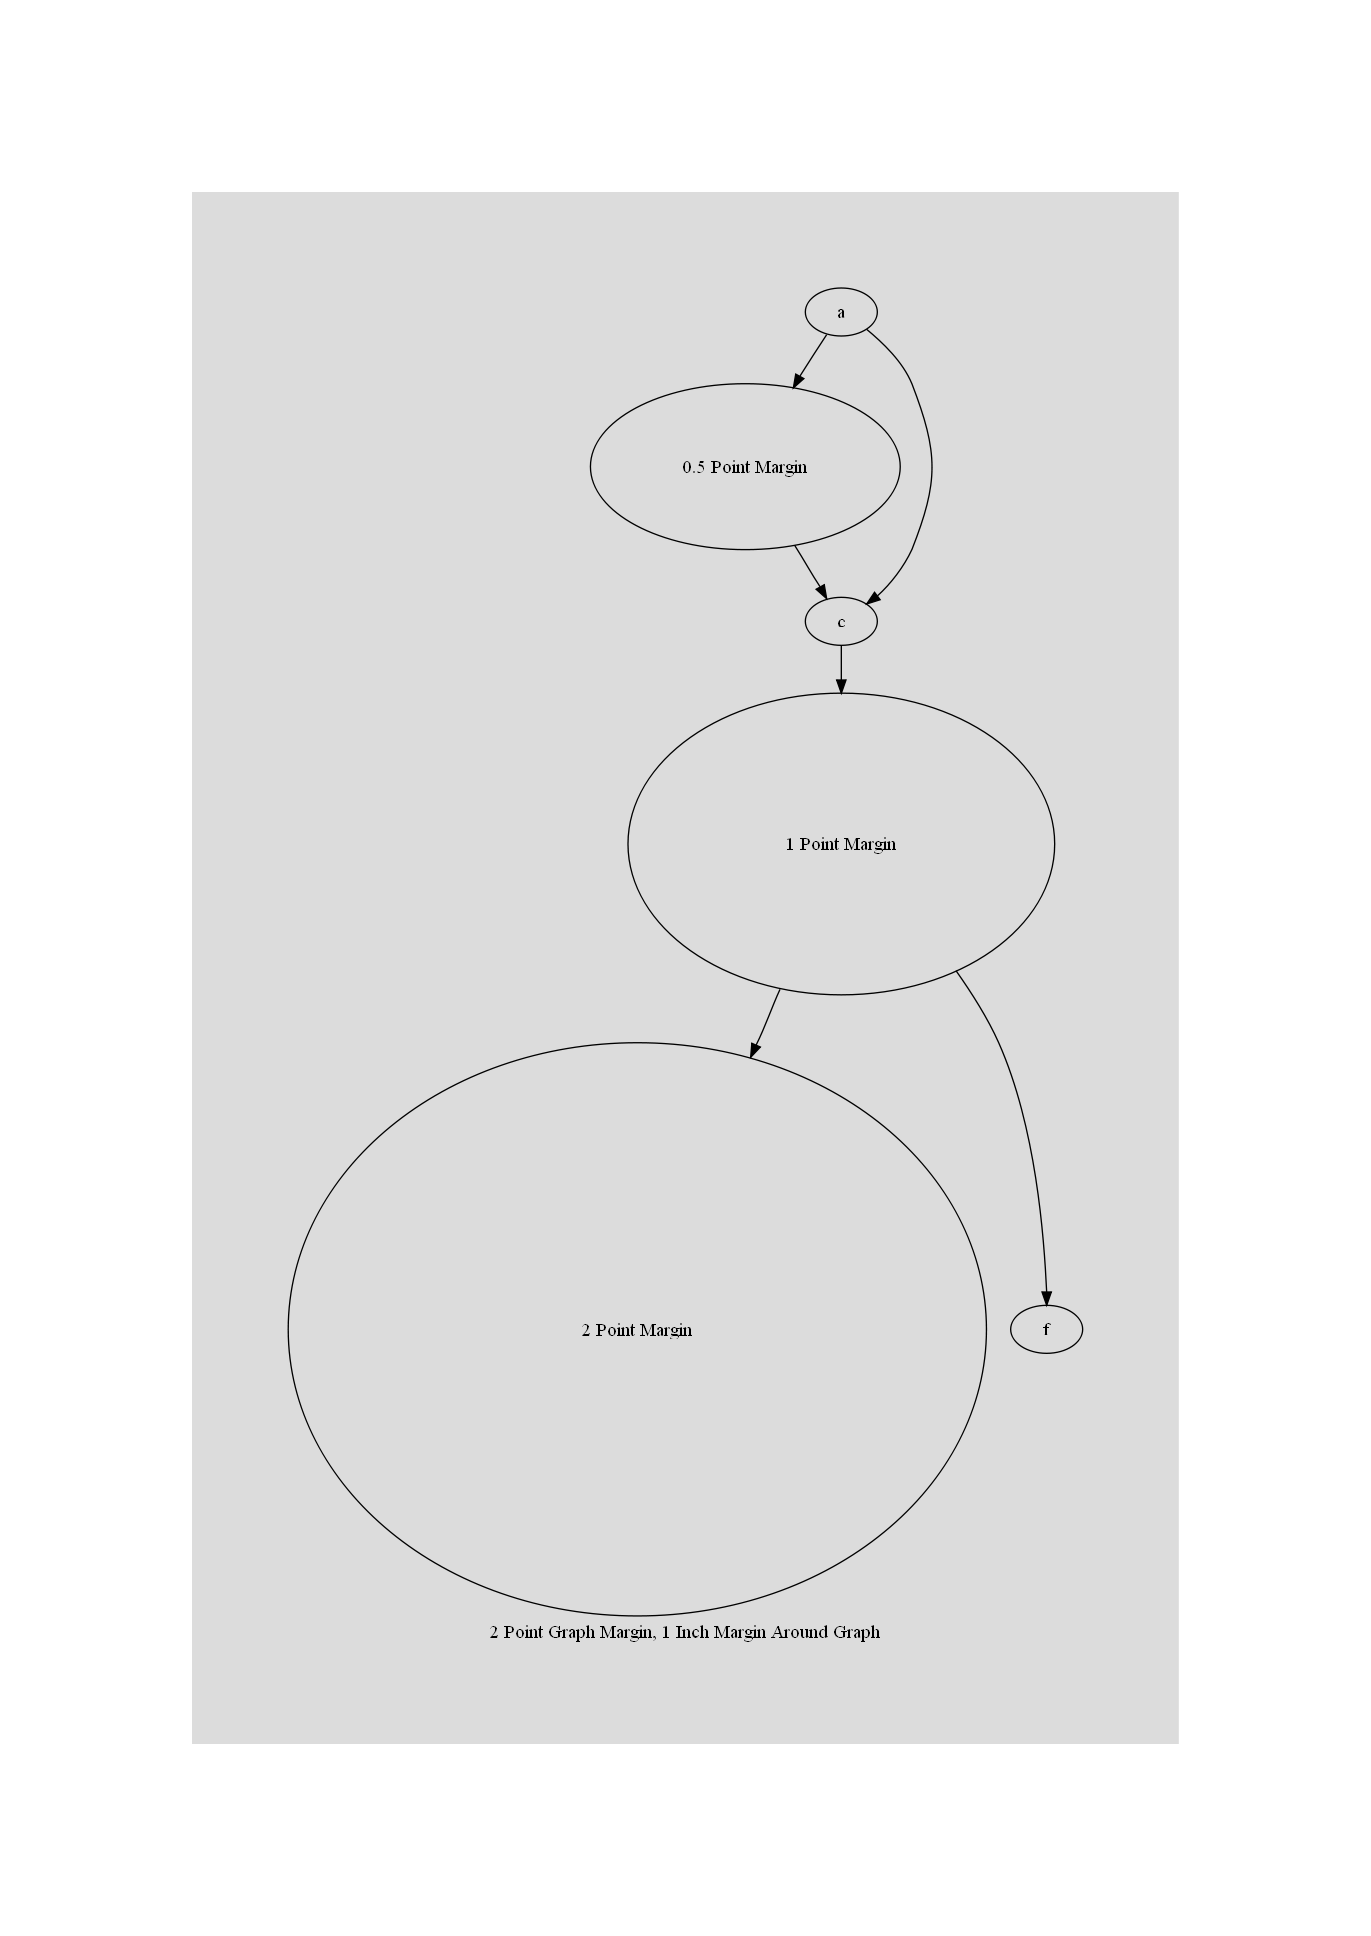 a
0.5 Point Margin
c
1 Point Margin
2 Point Margin
f
2 Point Graph Margin, 1 Inch Margin Around Graph